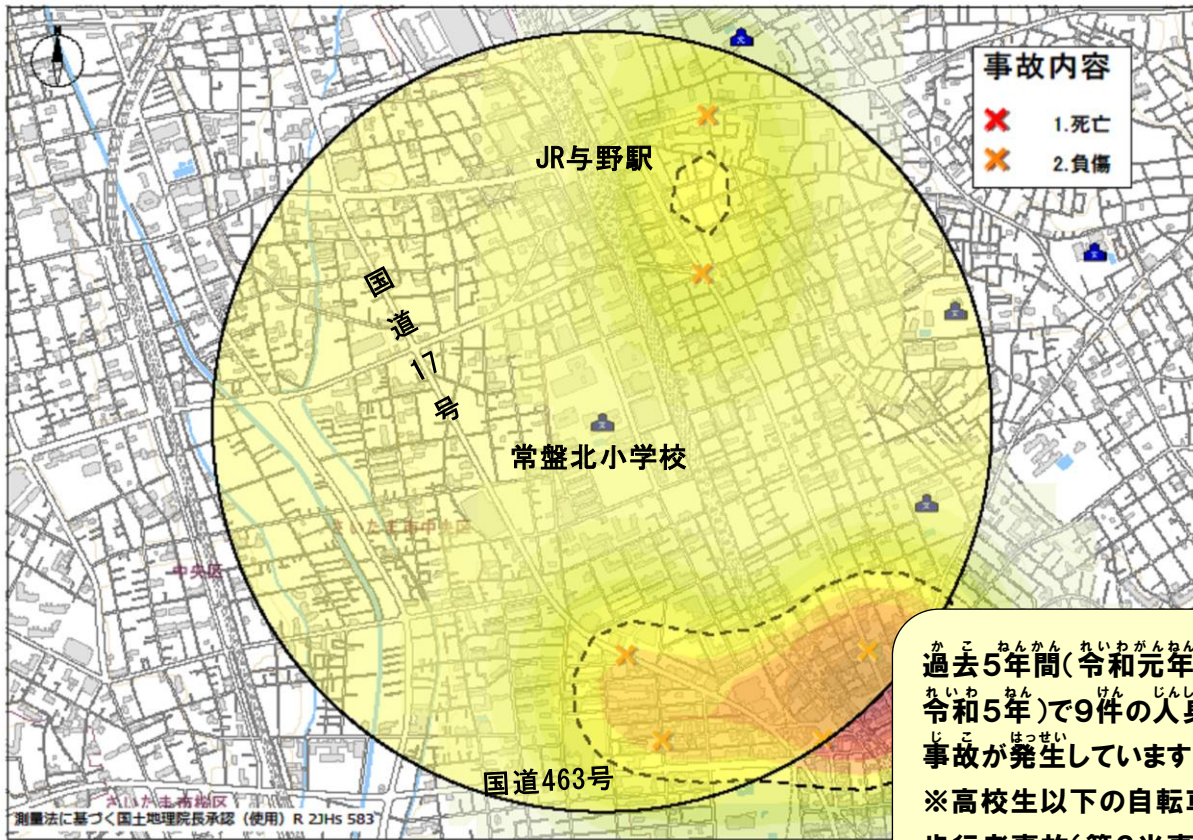 事故内容
1.死亡
2.負傷
JR与野駅
国道17号
常盤北小学校
さいたま市中央区
中央区
国道463号
さいたま市桜区
測量法に基づく国土地理院長承認（使用）R 2JHs 583
過去5年間(令和元年
令和5年)で9件の人身
事故が発生しています
※高校生以下の自転車